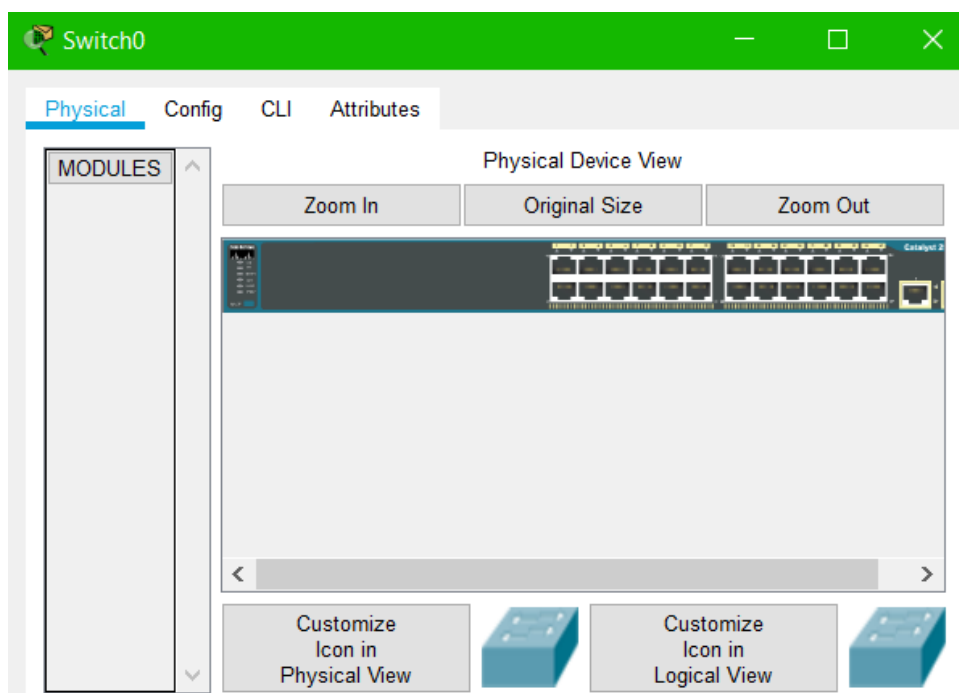 Switch0
Physical Config CLI Attributes
MODULES
Physical Device View
Zoom In Original Size Zoom Out
Catalyst 2
Customize
Icon in
Physical View
Customize
Icon in
Logical View